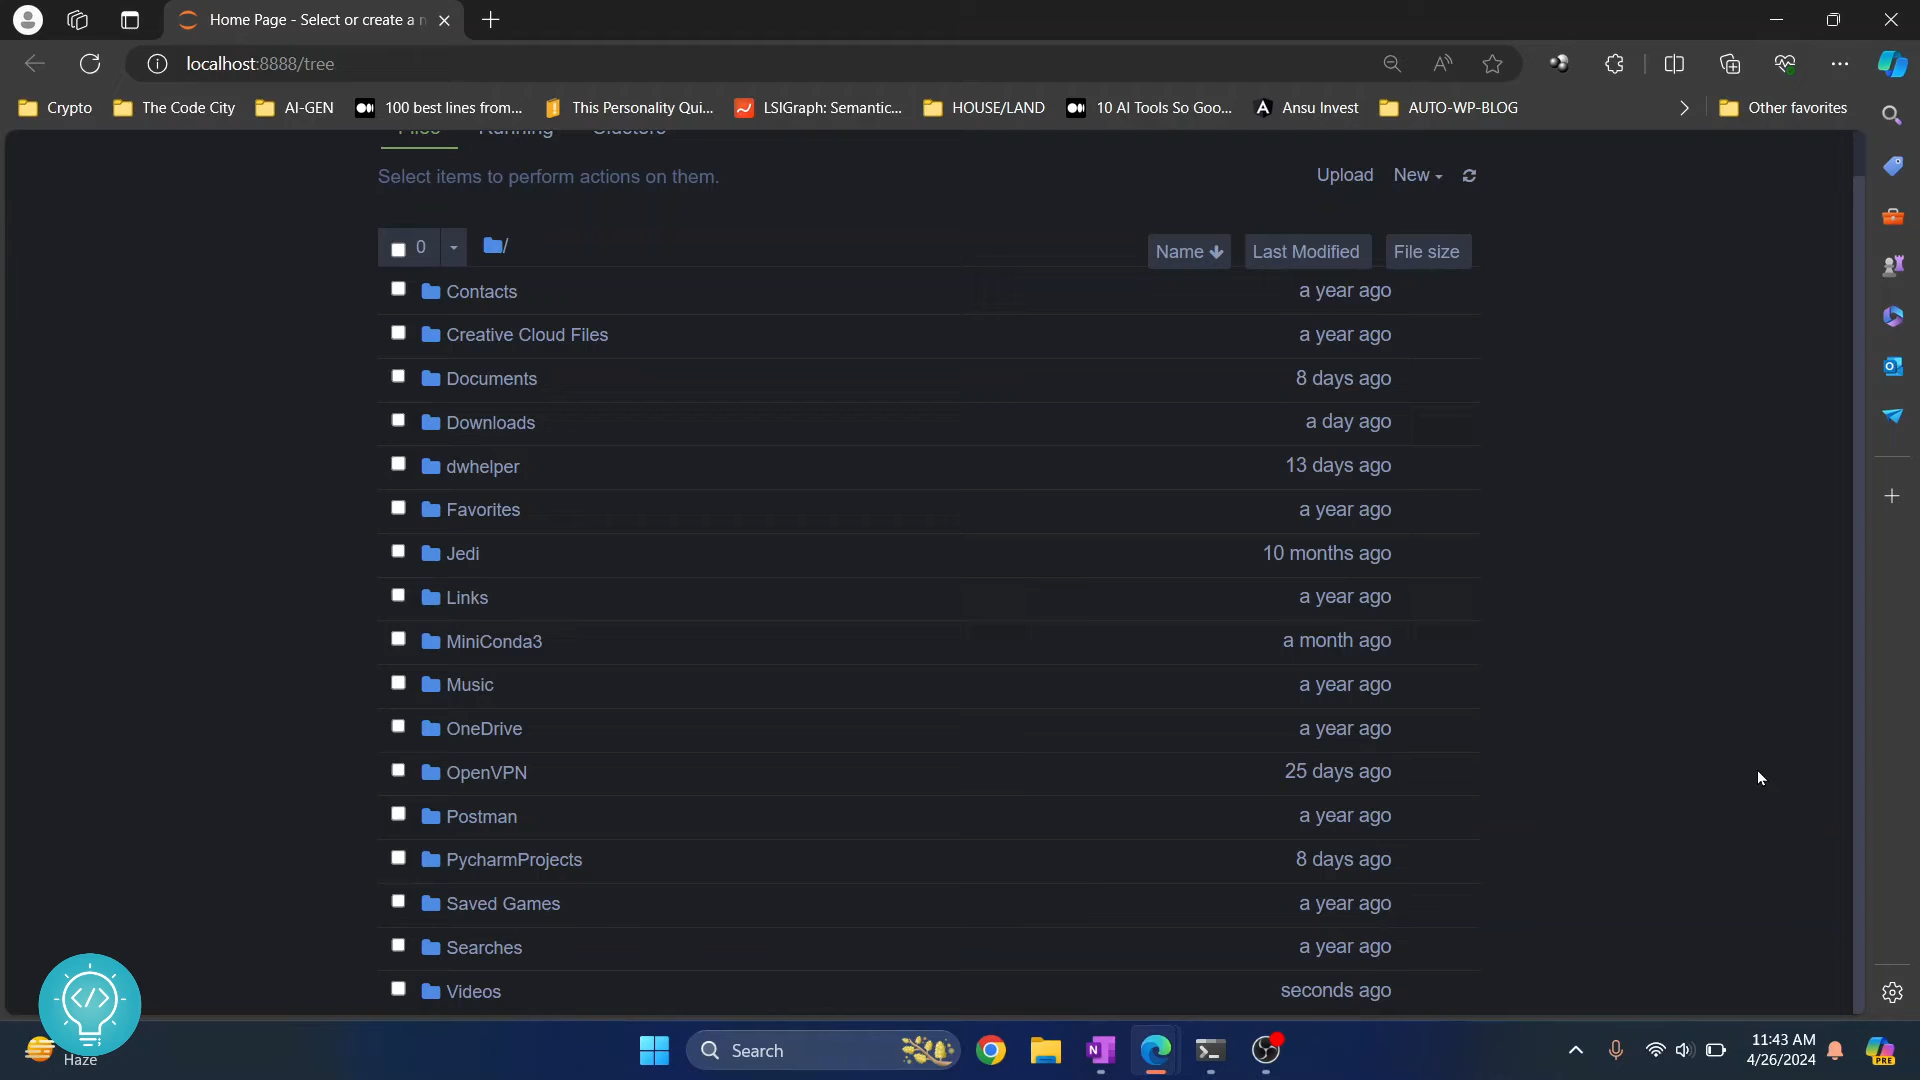 Home Page - Select or create a n
localhost:8888/tree
Crypto
The Code City
AI-GEN
100 best lines from...
This Personality Qui...
LSIGraph: Semantic...
HOUSE/LAND
10 AI Tools So Goo...
Ansu Invest
AUTO-WP-BLOG
Other favorites
Files Running Clusters
Select items to perform actions on them.
Upload New
0 /
Name Last Modified File size
Contacts a year ago
Creative Cloud Files a year ago
Documents 8 days ago
Downloads a day ago
dwhelper 13 days ago
Favorites a year ago
Jedi 10 months ago
Links a year ago
MiniConda3 a month ago
Music a year ago
OneDrive a year ago
OpenVPN 25 days ago
Postman a year ago
PycharmProjects 8 days ago
Saved Games a year ago
Searches a year ago
Videos seconds ago
Haze
Search
11:43 AM
4/26/2024
PRE